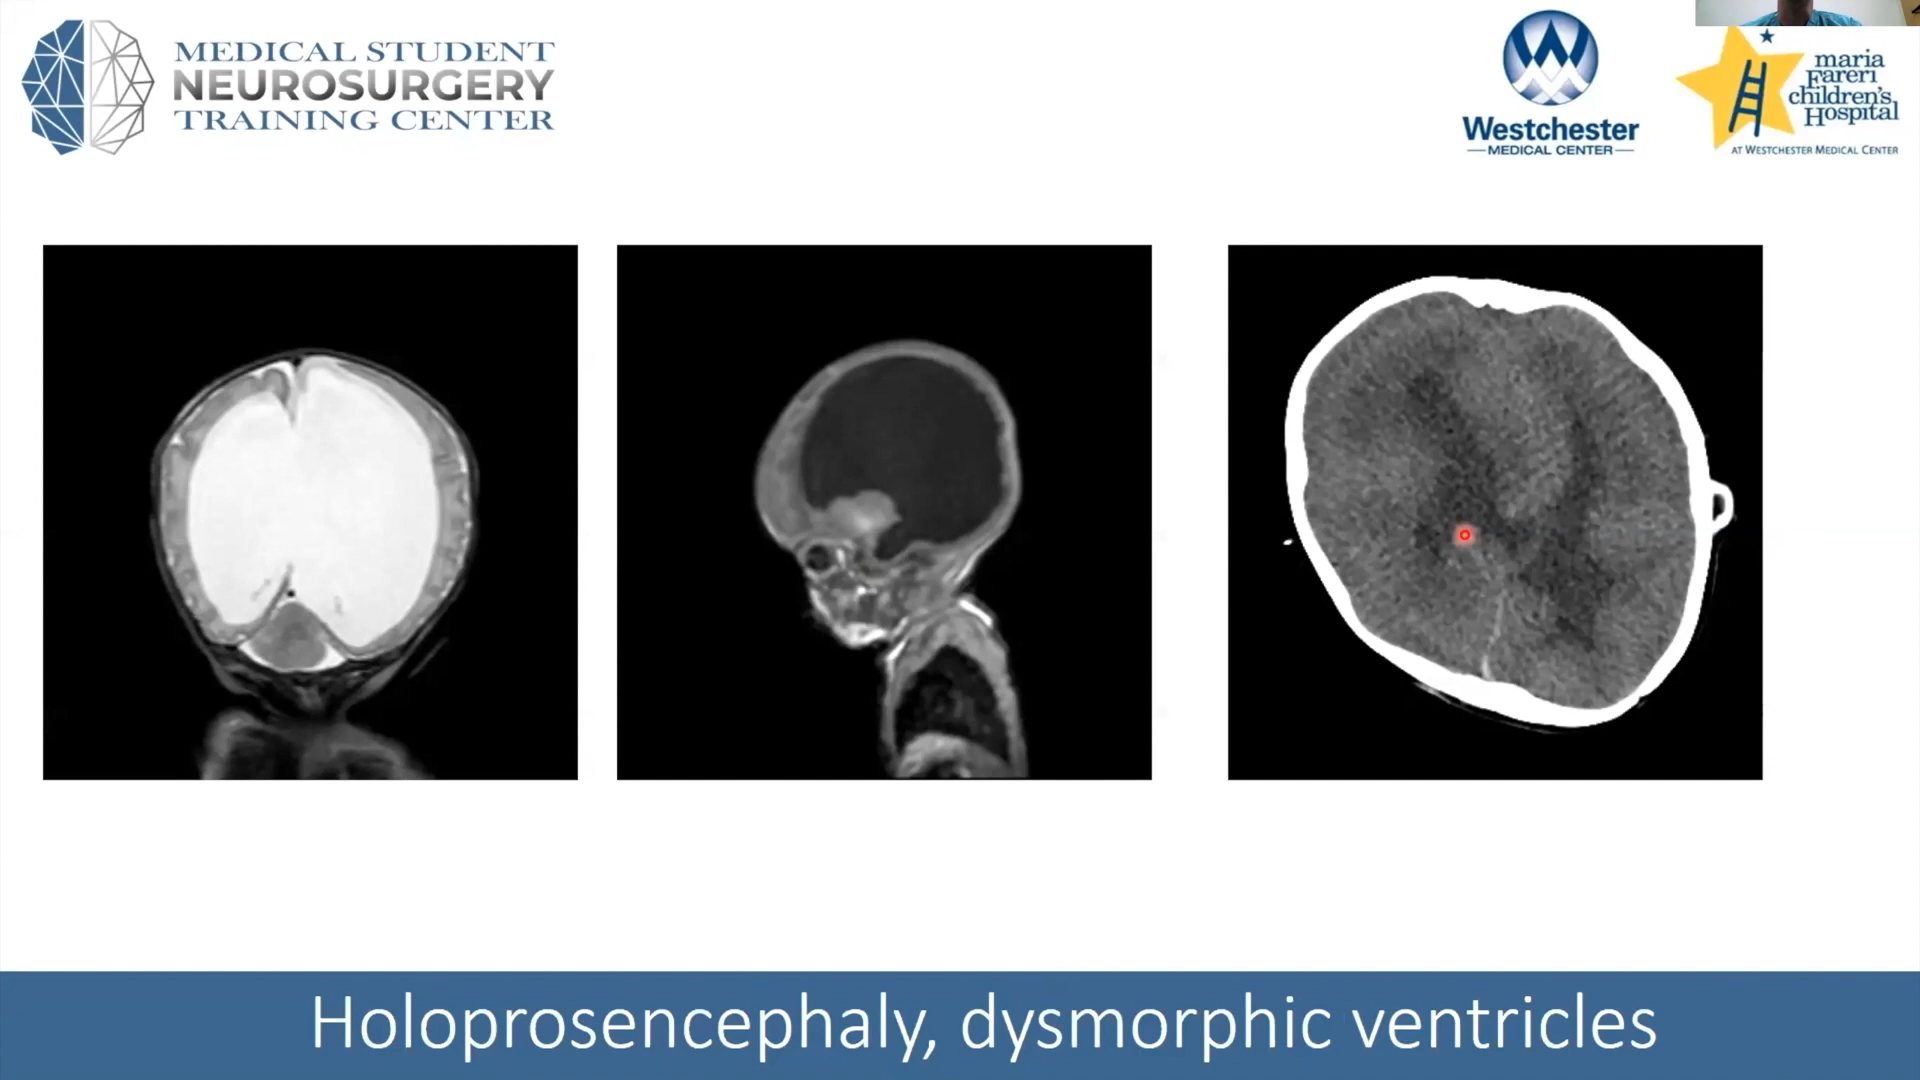 MEDICAL STUDENT
NEUROSURGERY
TRAINING CENTER
Westchester
MEDICAL CENTER
maria
Fareri
children's
Hospital
AT WESTCHESTER MEDICAL CENTER
Holoprosencephaly, dysmorphic ventricles